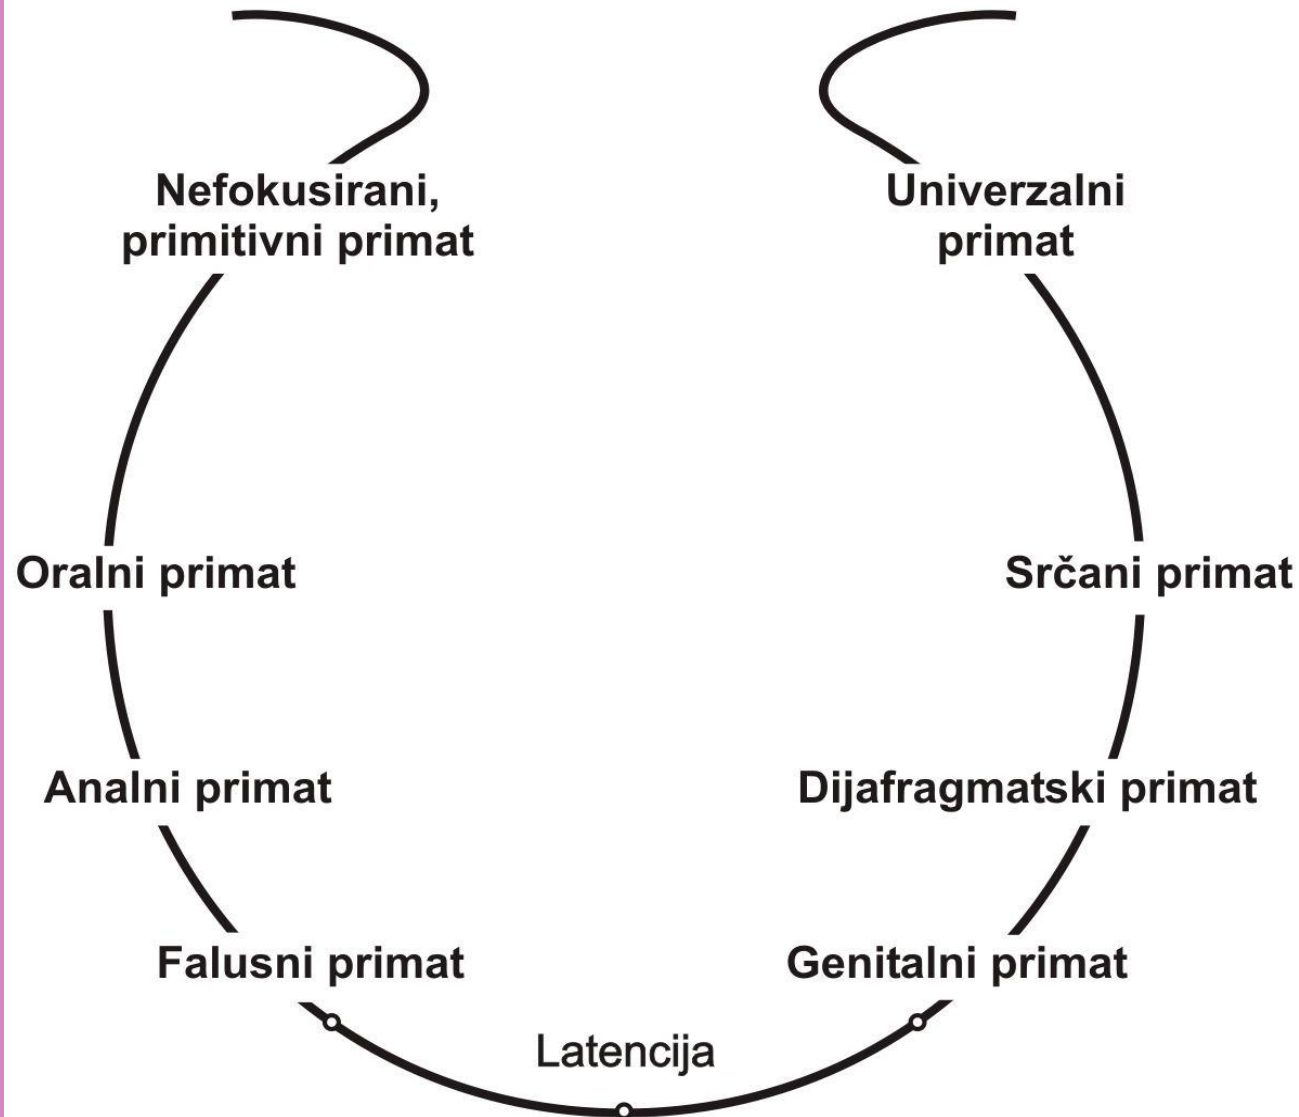 Nefokusirani,
primitivni primat
Univerzalni
primat
Oralni primat
Srčani primat
Analni primat
Dijafragmatski primat
Falusni primat
Genitalni primat
Latencija